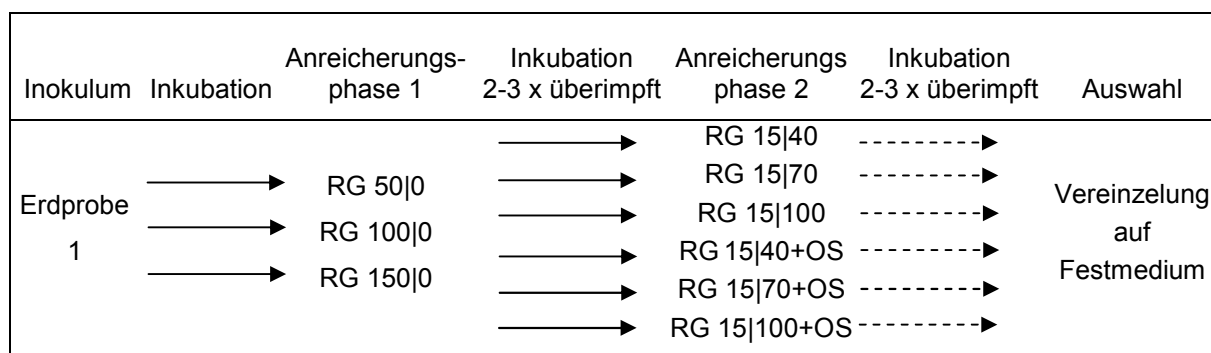 Inokulum
Inkubation
Anreicherungs-
phase 1
Inkubation
2-3 x überimpft
Anreicherungs
phase 2
Inkubation
2-3 x überimpft
Auswahl
Erdprobe
1
RG 50|0
RG 100|0
RG 150|0
RG 15|40
RG 15|70
RG 15|100
RG 15|40+OS
RG 15|70+OS
RG 15|100+OS
Vereinzelung
auf
Festmedium